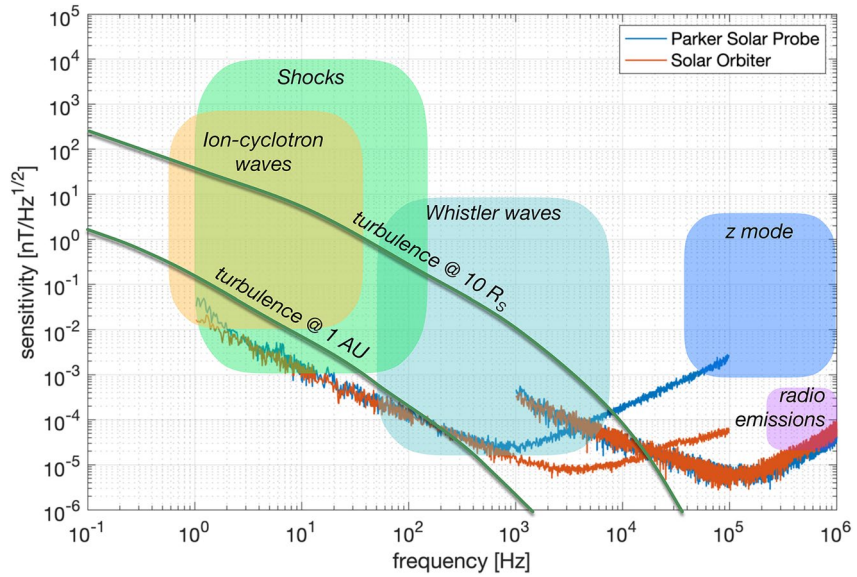 10^5
10^4
10^3
10^2
10^1
10^0
10^-1
10^-2
10^-3
10^-4
10^-5
10^-6
sensitivity [nT/Hz^1/2]
Parker Solar Probe
Solar Orbiter
Shocks
Ion-cyclotron
waves
Whistler waves
z mode
turbulence @ 10 R_S
turbulence @ 1 AU
radio
emissions
10^-1
10^0
10^1
10^2
10^3
10^4
10^5
10^6
frequency [Hz]